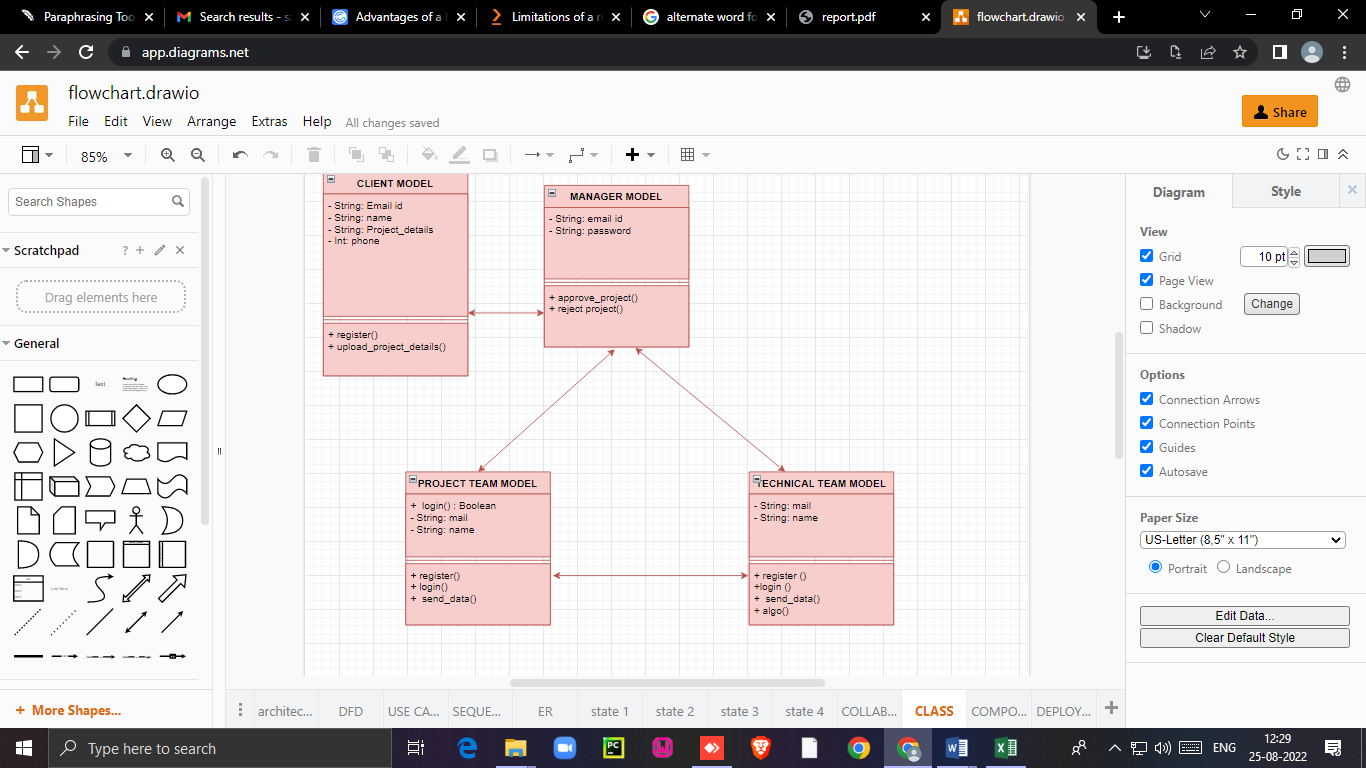 Paraphrasing Too
Search results - s
Advantages of a
Limitations of a r
alternate word fo
report.pdf
flowchart.drawio
app.diagrams.net
flowchart.drawio
File Edit View Arrange Extras Help All changes saved
Share
85%
Search Shapes
Scratchpad
Drag elements here
General
Text
Heading
More Shapes...
CLIENT MODEL
- String: Email id
- String: name
- String: Project_details
- Int: phone
+ register()
+ upload_project_details()
MANAGER MODEL
- String: email id
- String: password
+ approve_project()
+ reject project()
PROJECT TEAM MODEL
+ login() : Boolean
- String: mail
- String: name
+ register()
+ login()
+ send_data()
TECHNICAL TEAM MODEL
- String: mail
- String: name
+ register ()
+login ()
+ send_data()
+ algo()
Diagram
Style
View
Grid
10 pt
Page View
Background
Change
Shadow
Options
Connection Arrows
Connection Points
Guides
Autosave
Paper Size
US-Letter (8,5" x 11")
Portrait Landscape
Edit Data...
Clear Default Style
architec... DFD USE CA... SEQUE... ER state 1 state 2 state 3 state 4 COLLAB... CLASS COMPO... DEPLOY...
Type here to search
PC
ENG
12:29
25-08-2022